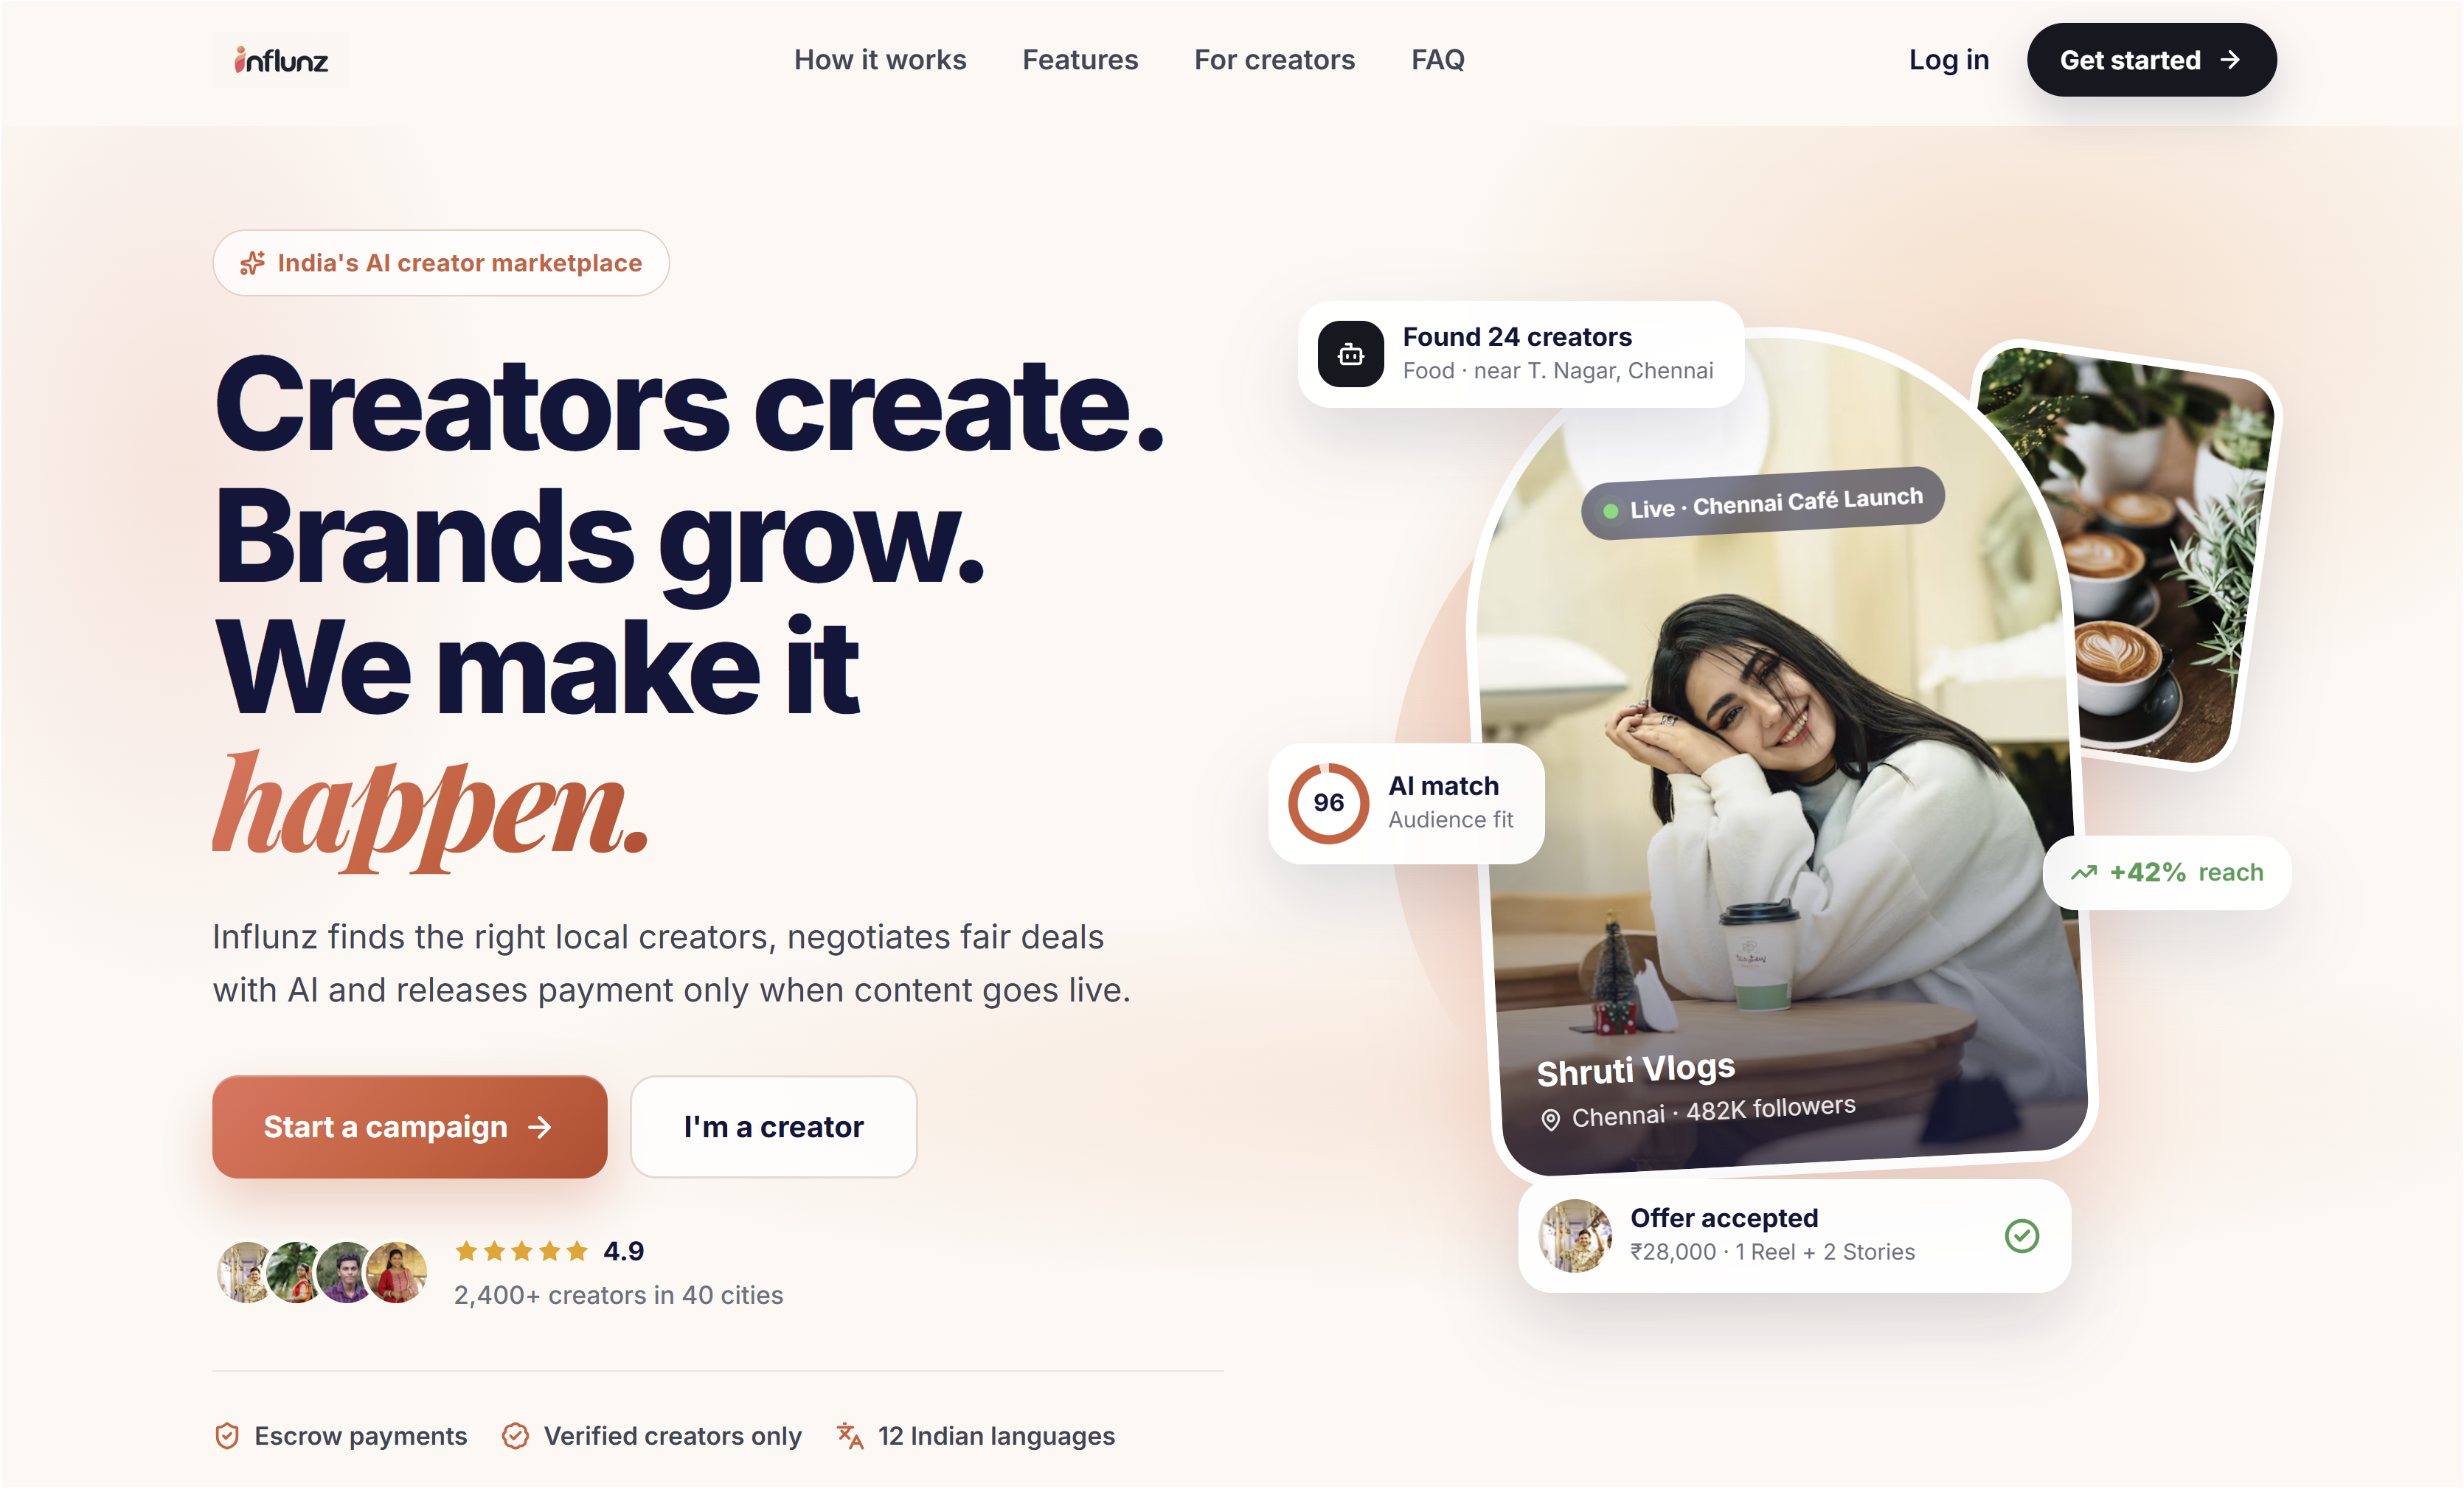 influnz
How it works
Features
For creators
FAQ
Log in
Get started
India's AI creator marketplace
Creators create.
Brands grow.
We make it
happen.
Influnz finds the right local creators, negotiates fair deals
with AI and releases payment only when content goes live.
Start a campaign
I'm a creator
4.9
2,400+ creators in 40 cities
Escrow payments
Verified creators only
12 Indian languages
Found 24 creators
Food · near T. Nagar, Chennai
Live · Chennai Café Launch
96
AI match
Audience fit
+42% reach
Shruti Vlogs
Chennai · 482K followers
Offer accepted
₹28,000 · 1 Reel + 2 Stories